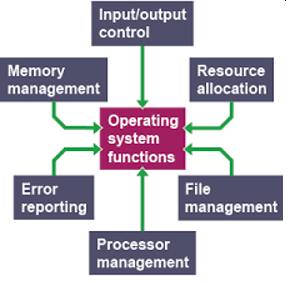 Input/output
control
Memory
management
Resource
allocation
Operating
system
functions
Error
reporting
File
management
Processor
management